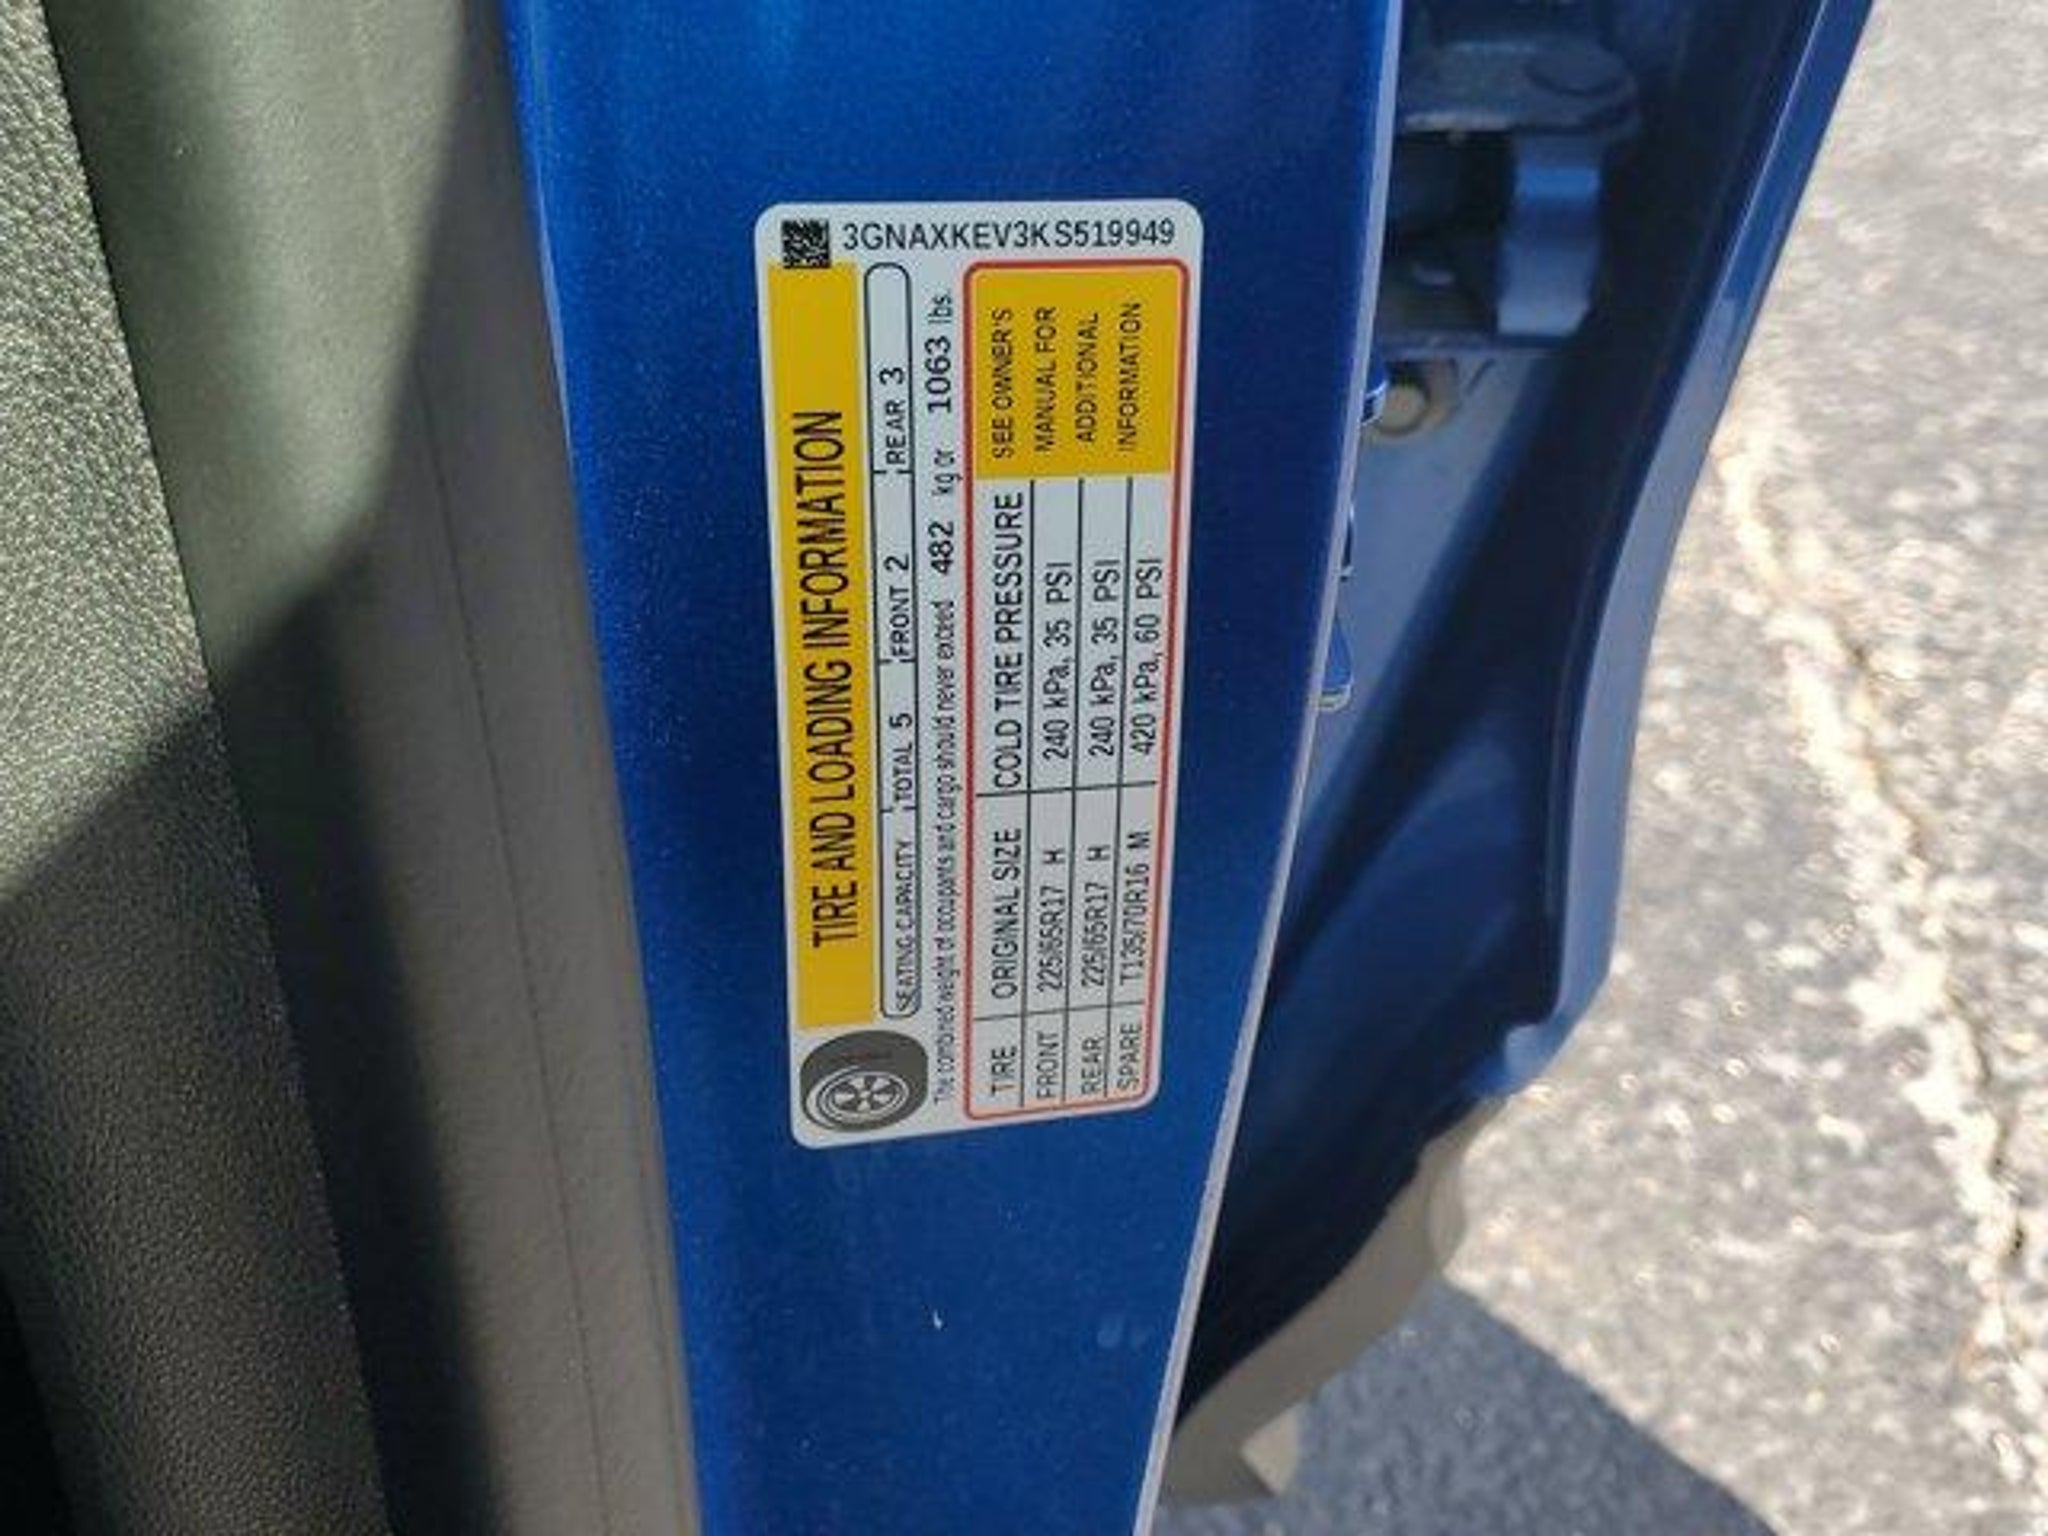 3GNAXKEV3KS519949
TIRE AND LOADING INFORMATION
SEATING CAPACITY TOTAL 5 FRONT 2 REAR 3
The combined weight of occupants and cargo should never exceed 482 kg or 1063 lbs.
TIRE ORIGINAL SIZE COLD TIRE PRESSURE SEE OWNER'S
FRONT 225/65R17 H 240 kPa, 35 PSI MANUAL FOR
REAR 225/65R17 H 240 kPa, 35 PSI ADDITIONAL
SPARE T135/70R16 M 420 kPa, 60 PSI INFORMATION